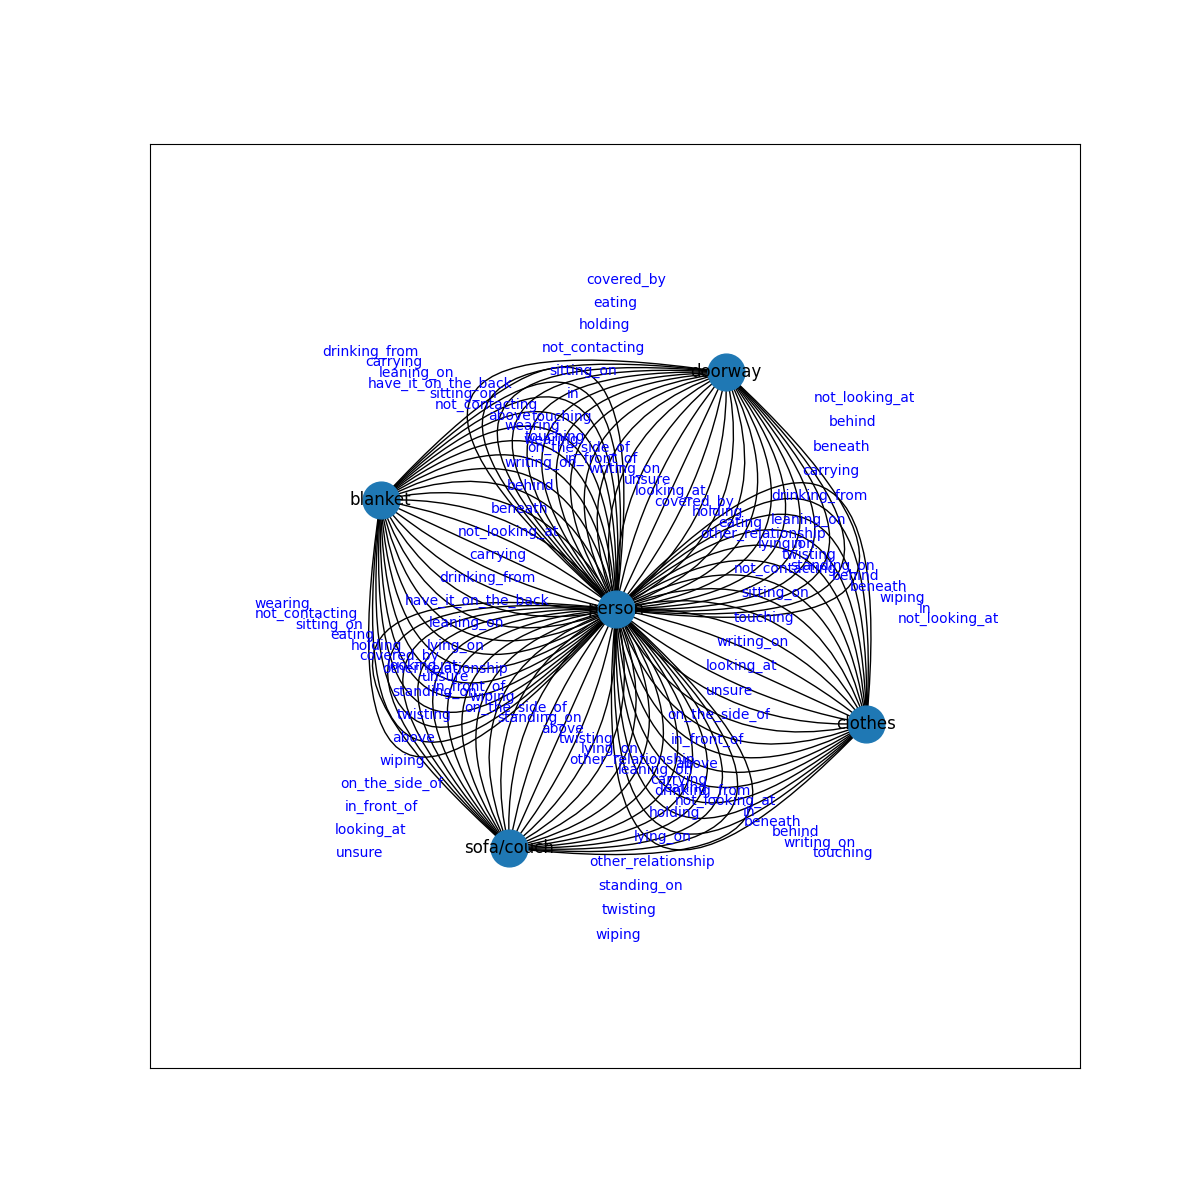 covered_by
eating
holding
not_contacting
drinking_from
carrying
sitting_on
doorway
leaning_on
have_it_on_the_back
sitting_on
in
not_looking_at
not_contacting
above
touching
behind
wearing
touching
on_the_side_of
beneath
in_front_of
writing_on
writing_on
carrying
unsure
behind
looking_at
drinking_from
blanket
covered_by
beneath
holding
leaning_on
eating
not_looking_at
other_relationship
lying_on
carrying
twisting
standing_on
not_contacting
drinking_from
behind
beneath
sitting_on
wiping
have_it_on_the_back
wearing
person
in
not_contacting
touching
not_looking_at
sitting_on
leaning_on
eating
writing_on
holding
lying_on
covered_by
looking_at
looking_at
other_relationship
unsure
in_front_of
unsure
standing_on
wiping
on_the_side_of
twisting
standing_on
on_the_side_of
clothes
above
above
twisting
in_front_of
lying_on
wiping
other_relationship
above
leaning_on
carrying
on_the_side_of
drinking_from
not_looking_at
in_front_of
holding
in
beneath
looking_at
behind
lying_on
writing_on
sofa/couch
unsure
touching
other_relationship
standing_on
twisting
wiping